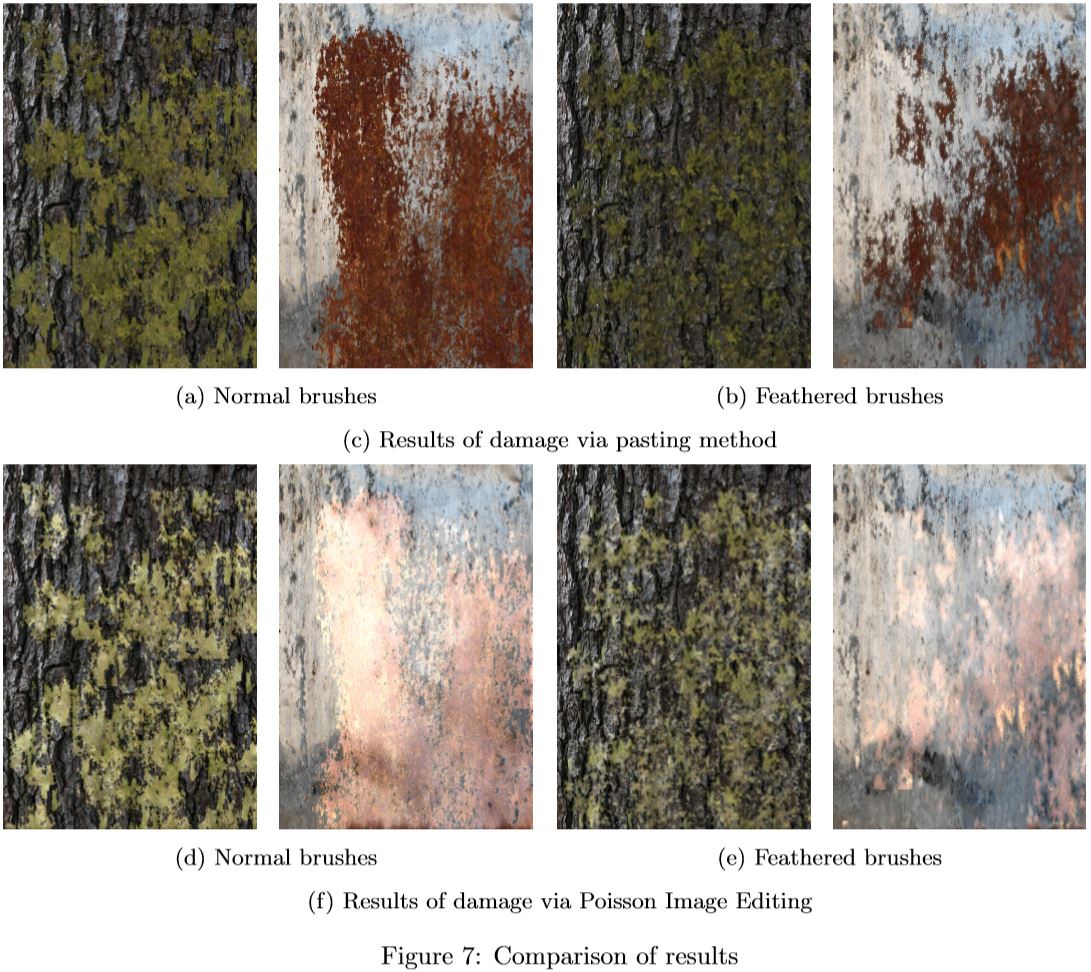 (a) Normal brushes
(b) Feathered brushes
(c) Results of damage via pasting method
(d) Normal brushes
(e) Feathered brushes
(f) Results of damage via Poisson Image Editing
Figure 7: Comparison of results